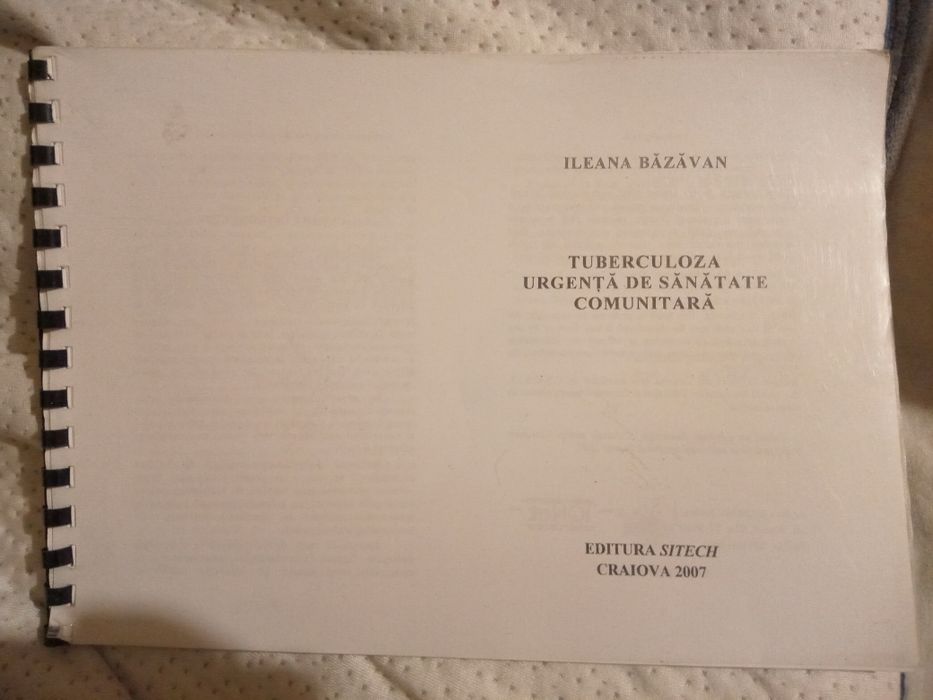 ILEANA BĂZĂVAN
TUBERCULOZA
URGENȚĂ DE SĂNĂTATE
COMUNITARĂ
EDITURA SITECH
CRAIOVA 2007